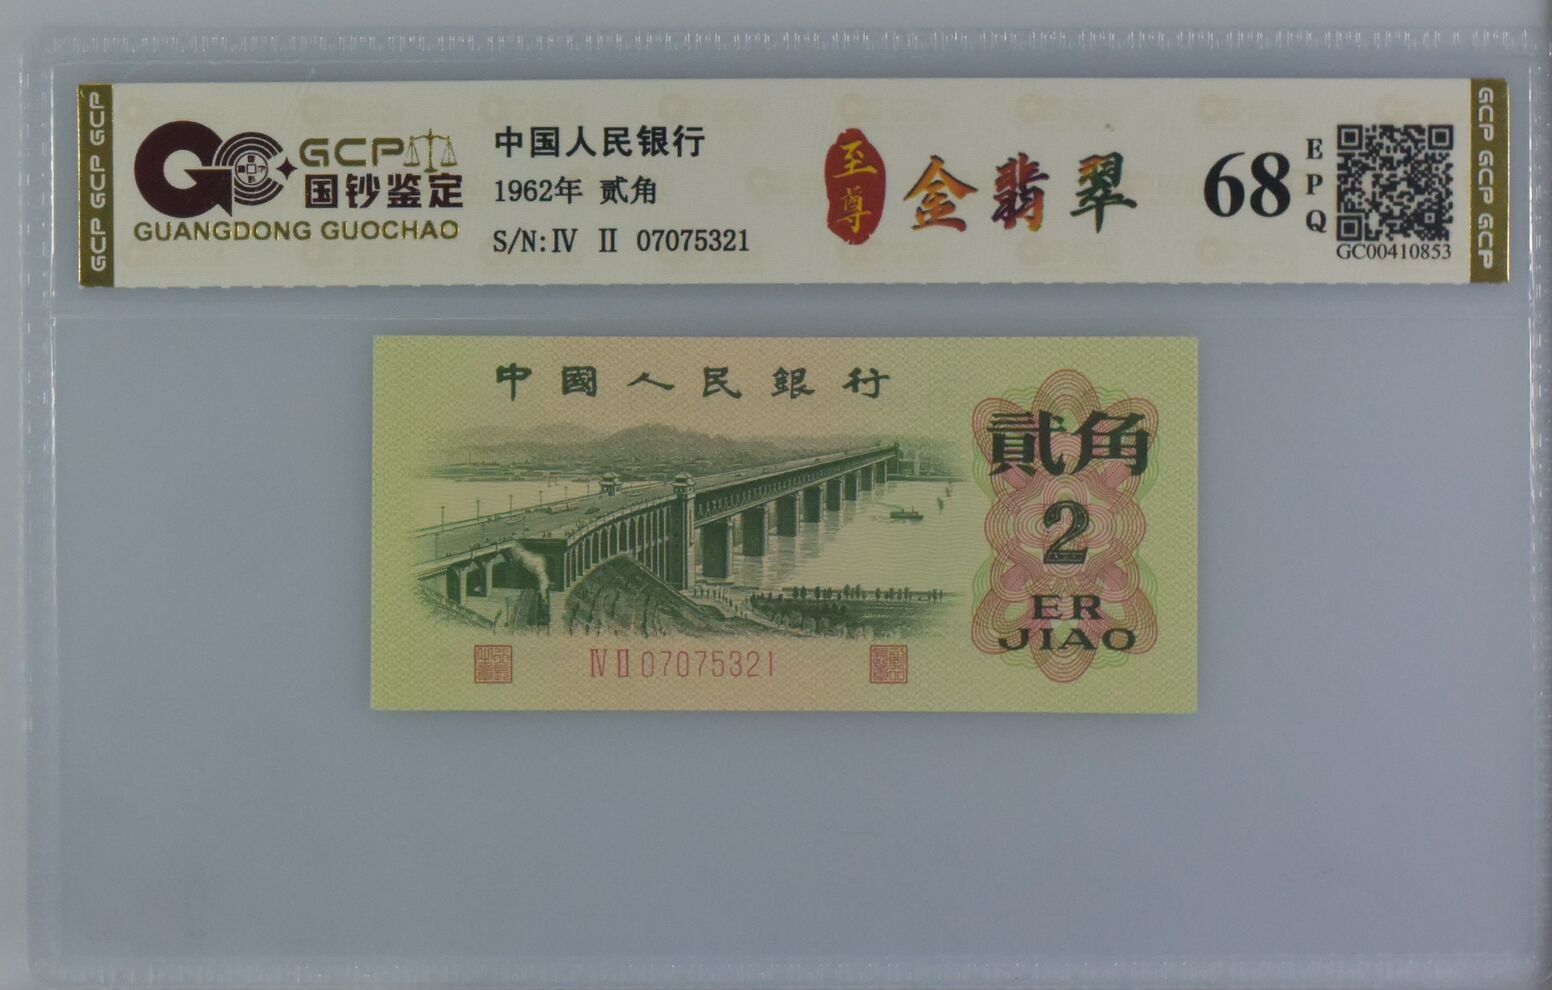 GCP GCP GCP
GCP
国钞鉴定
GUANGDONG GUOCHAO
中国人民银行
1962年 贰角
S/N:Ⅳ Ⅱ 07075321
至尊
金翡翠
68
EPQ
GC00410853
GCP GCP GCP
中國人民銀行
貳角
2
ER
JIAO
Ⅳ Ⅱ 07075321